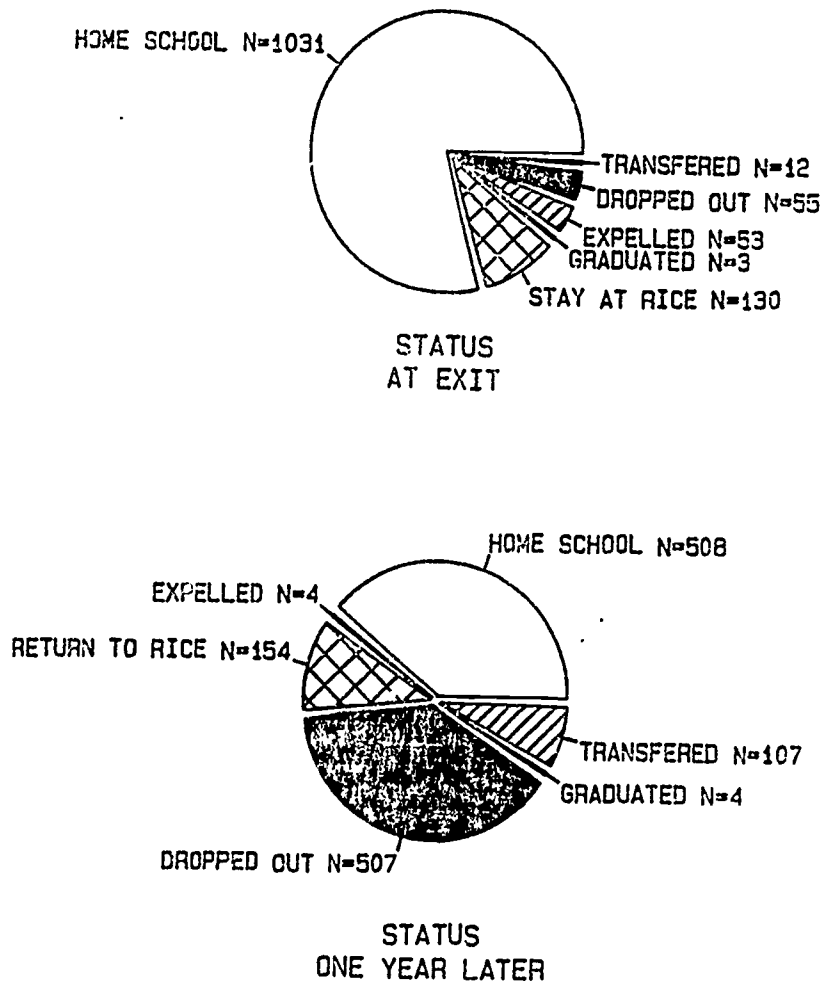 HOME SCHOOL N=1031
TRANSFERED N=12
DROPPED OUT N=55
EXPELLED N=53
GRADUATED N=3
STAY AT RICE N=130
STATUS
AT EXIT
HOME SCHOOL N=508
EXPELLED N=4
RETURN TO RICE N=154
TRANSFERED N=107
GRADUATED N=4
DROPPED OUT N=507
STATUS
ONE YEAR LATER